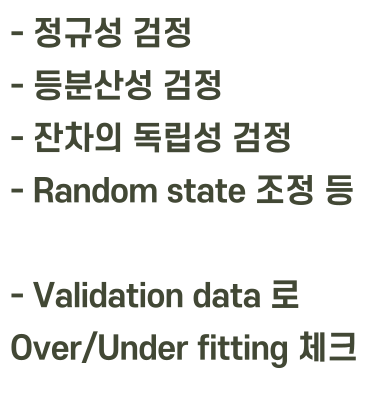 - 정규성 검정
- 등분산성 검정
- 잔차의 독립성 검정
- Random state 조정 등
- Validation data 로
Over/Under fitting 체크